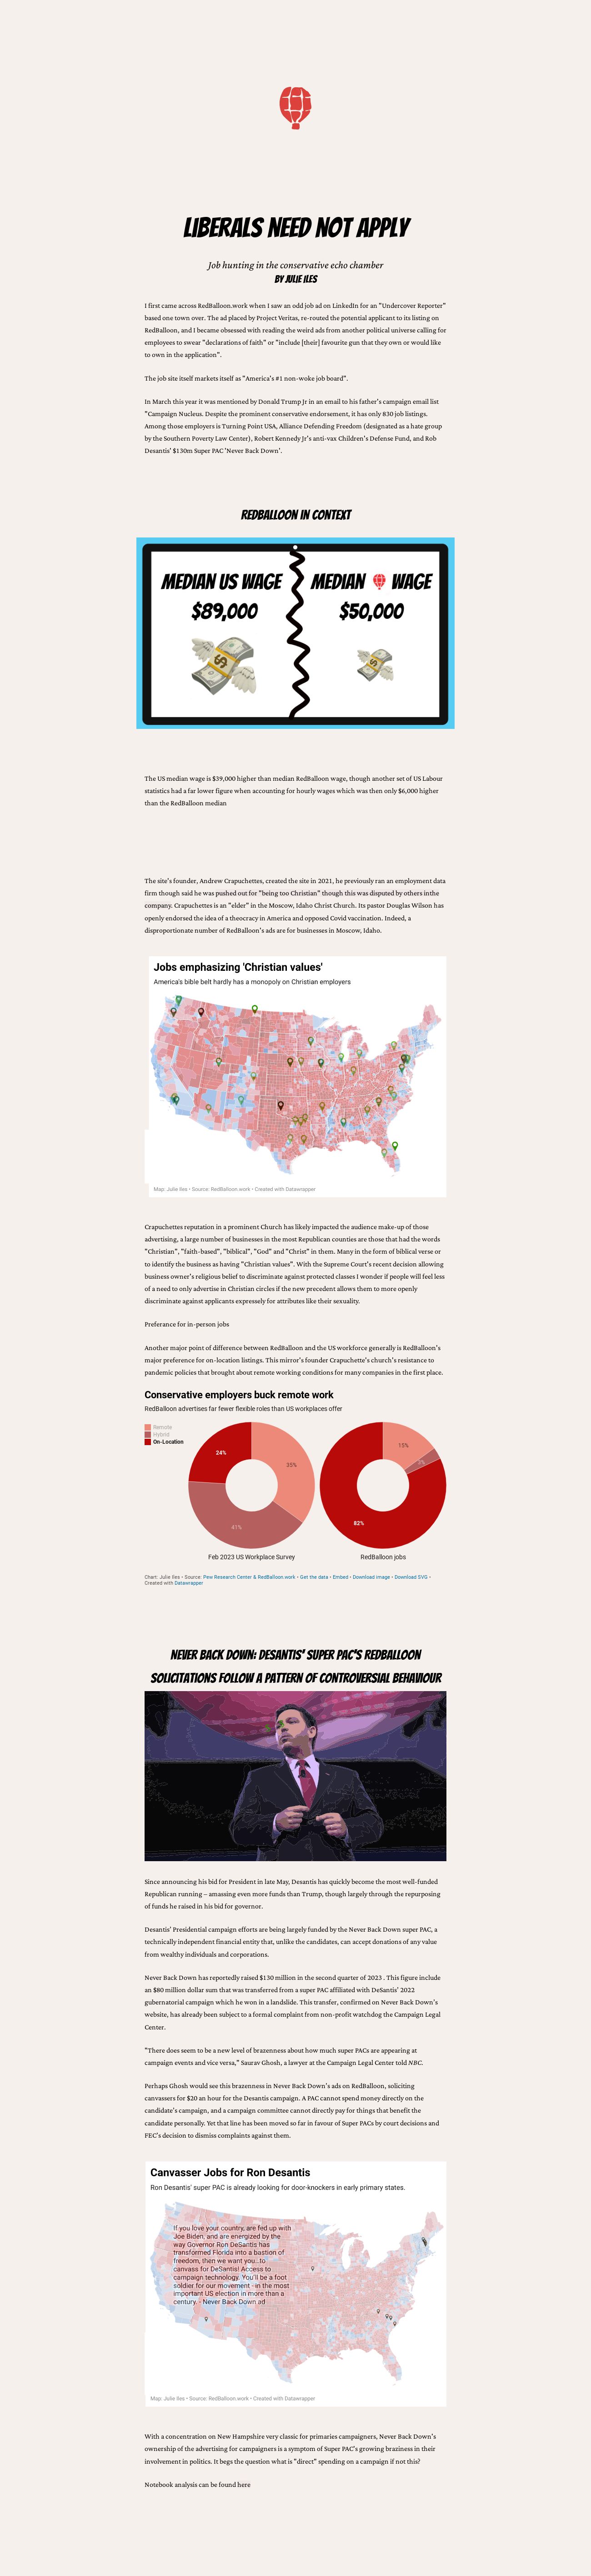 LIBERALS NEED NOT APPLY
Job hunting in the conservative echo chamber
BY JULIE ILES
I first came across RedBalloon.work when I saw an odd job ad on LinkedIn for an "Undercover Reporter"
based one town over. The ad placed by Project Veritas, re-routed the potential applicant to its listing on
RedBalloon, and I became obsessed with reading the weird ads from another political universe calling for
employees to swear "declarations of faith" or "include [their] favourite gun that they own or would like
to own in the application".
The job site itself markets itself as "America's #1 non-woke job board".
In March this year it was mentioned by Donald Trump Jr in an email to his father's campaign email list
"Campaign Nucleus. Despite the prominent conservative endorsement, it has only 830 job listings.
Among those employers is Turning Point USA, Alliance Defending Freedom (designated as a hate group
by the Southern Poverty Law Center), Robert Kennedy Jr's anti-vax Children's Defense Fund, and Rob
Desantis' $130m Super PAC 'Never Back Down'.
REDBALLOON IN CONTEXT
MEDIAN US WAGE
$89,000
MEDIAN WAGE
$50,000
The US median wage is $39,000 higher than median RedBalloon wage, though another set of US Labour
statistics had a far lower figure when accounting for hourly wages which was then only $6,000 higher
than the RedBalloon median
The site's founder, Andrew Crapuchettes, created the site in 2021, he previously ran an employment data
firm though said he was pushed out for "being too Christian" though this was disputed by others inthe
company. Crapuchettes is an "elder" in the Moscow, Idaho Christ Church. Its pastor Douglas Wilson has
openly endorsed the idea of a theocracy in America and opposed Covid vaccination. Indeed, a
disproportionate number of RedBalloon's ads are for businesses in Moscow, Idaho.
Jobs emphasizing 'Christian values'
America's bible belt hardly has a monopoly on Christian employers
Map: Julie Iles • Source: RedBalloon.work • Created with Datawrapper
Crapuchettes reputation in a prominent Church has likely impacted the audience make-up of those
advertising, a large number of businesses in the most Republican counties are those that had the words
"Christian", "faith-based", "biblical", "God" and "Christ" in them. Many in the form of biblical verse or
to identify the business as having "Christian values". With the Supreme Court's recent decision allowing
business owner's religious belief to discriminate against protected classes I wonder if people will feel less
of a need to only advertise in Christian circles if the new precedent allows them to more openly
discriminate against applicants expressely for attributes like their sexuality.
Preferance for in-person jobs
Another major point of difference between RedBalloon and the US workforce generally is RedBalloon's
major preference for on-location listings. This mirror's founder Crapuchette's church's resistance to
pandemic policies that brought about remote working conditions for many companies in the first place.
Conservative employers buck remote work
RedBalloon advertises far fewer flexible roles than US workplaces offer
Remote
Hybrid
On-Location
24%
35%
41%
15%
82%
Feb 2023 US Workplace Survey
RedBalloon jobs
Chart: Julie Iles • Source: Pew Research Center & RedBalloon.work • Get the data • Embed • Download image • Download SVG •
Created with Datawrapper
NEVER BACK DOWN: DESANTIS' SUPER PAC'S REDBALLOON
SOLICITATIONS FOLLOW A PATTERN OF CONTROVERSIAL BEHAVIOUR
Since announcing his bid for President in late May, Desantis has quickly become the most well-funded
Republican running – amassing even more funds than Trump, though largely through the repurposing
of funds he raised in his bid for governor.
Desantis' Presidential campaign efforts are being largely funded by the Never Back Down super PAC, a
technically independent financial entity that, unlike the candidates, can accept donations of any value
from wealthy individuals and corporations.
Never Back Down has reportedly raised $130 million in the second quarter of 2023 . This figure include
an $80 million dollar sum that was transferred from a super PAC affiliated with DeSantis' 2022
gubernatorial campaign which he won in a landslide. This transfer, confirmed on Never Back Down's
website, has already been subject to a formal complaint from non-profit watchdog the Campaign Legal
Center.
"There does seem to be a new level of brazenness about how much super PACs are appearing at
campaign events and vice versa," Saurav Ghosh, a lawyer at the Campaign Legal Center told NBC.
Perhaps Ghosh would see this brazenness in Never Back Down's ads on RedBalloon, soliciting
canvassers for $20 an hour for the Desantis campaign. A PAC cannot spend money directly on the
candidate's campaign, and a campaign committee cannot directly pay for things that benefit the
candidate personally. Yet that line has been moved so far in favour of Super PACs by court decisions and
FEC's decision to dismiss complaints against them.
Canvasser Jobs for Ron Desantis
Ron Desantis' super PAC is already looking for door-knockers in early primary states.
If you love your country, are fed up with
Joe Biden, and are energized by the
way Governor Ron DeSantis has
transformed Florida into a bastion of
freedom, then we want you...to
canvass for DeSantis! Access to
campaign technology. You'll be a foot
soldier for our movement - in the most
important US election in more than a
century. - Never Back Down ad
Map: Julie Iles • Source: RedBalloon.work • Created with Datawrapper
With a concentration on New Hampshire very classic for primaries campaigners, Never Back Down's
ownership of the advertising for campaigners is a symptom of Super PAC's growing braziness in their
involvement in politics. It begs the question what is "direct" spending on a campaign if not this?
Notebook analysis can be found here